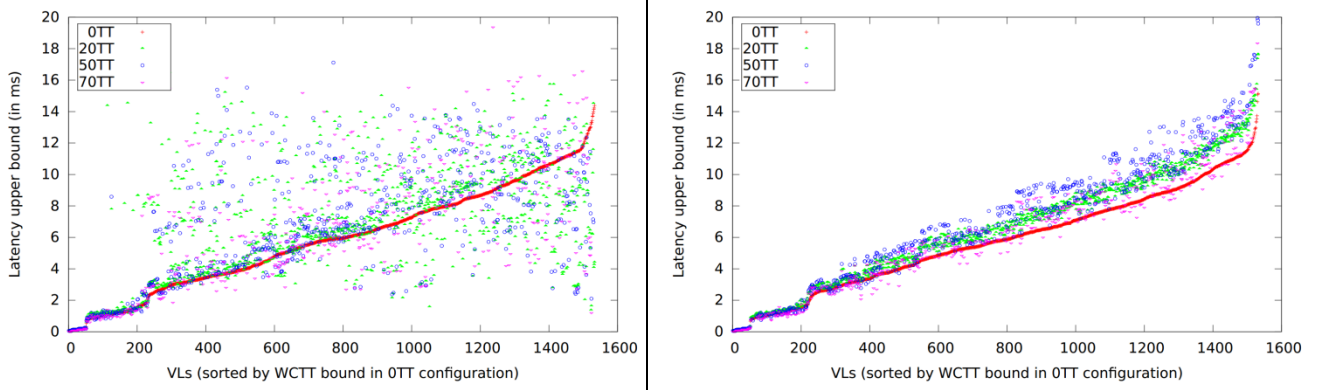 20
18
16
14
12
10
8
6
4
2
0
Latency upper bound (in ms)
0TT
20TT
50TT
70TT
0 200 400 600 800 1000 1200 1400 1600
VLs (sorted by WCTT bound in 0TT configuration)
20
18
16
14
12
10
8
6
4
2
0
Latency upper bound (in ms)
0TT
20TT
50TT
70TT
0 200 400 600 800 1000 1200 1400 1600
VLs (sorted by WCTT bound in 0TT configuration)